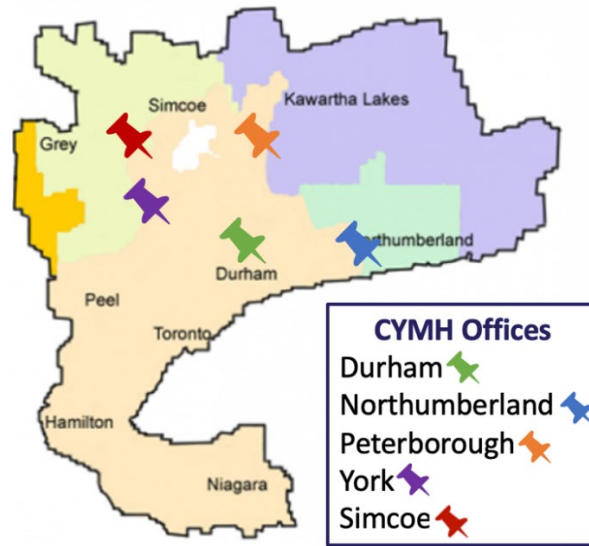 Simcoe
Kawartha Lakes
Grey
orthumberland
Durham
Peel
Toronto
Hamilton
Niagara
CYMH Offices
Durham
Northumberland
Peterborough
York
Simcoe